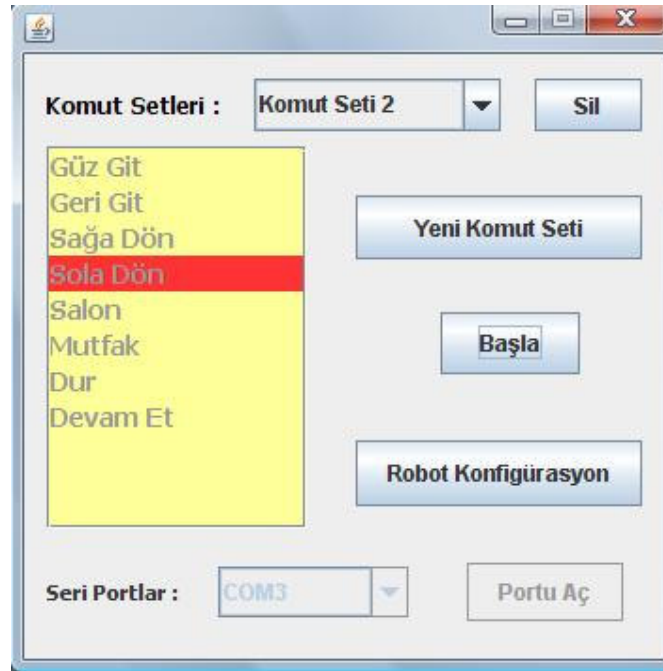 Komut Setleri : Komut Seti 2 Sil
Güz Git
Geri Git
Sağa Dön
Sola Dön
Salon
Mutfak
Dur
Devam Et
Yeni Komut Seti
Başla
Robot Konfigürasyon
Seri Portlar : COM3 Portu Aç